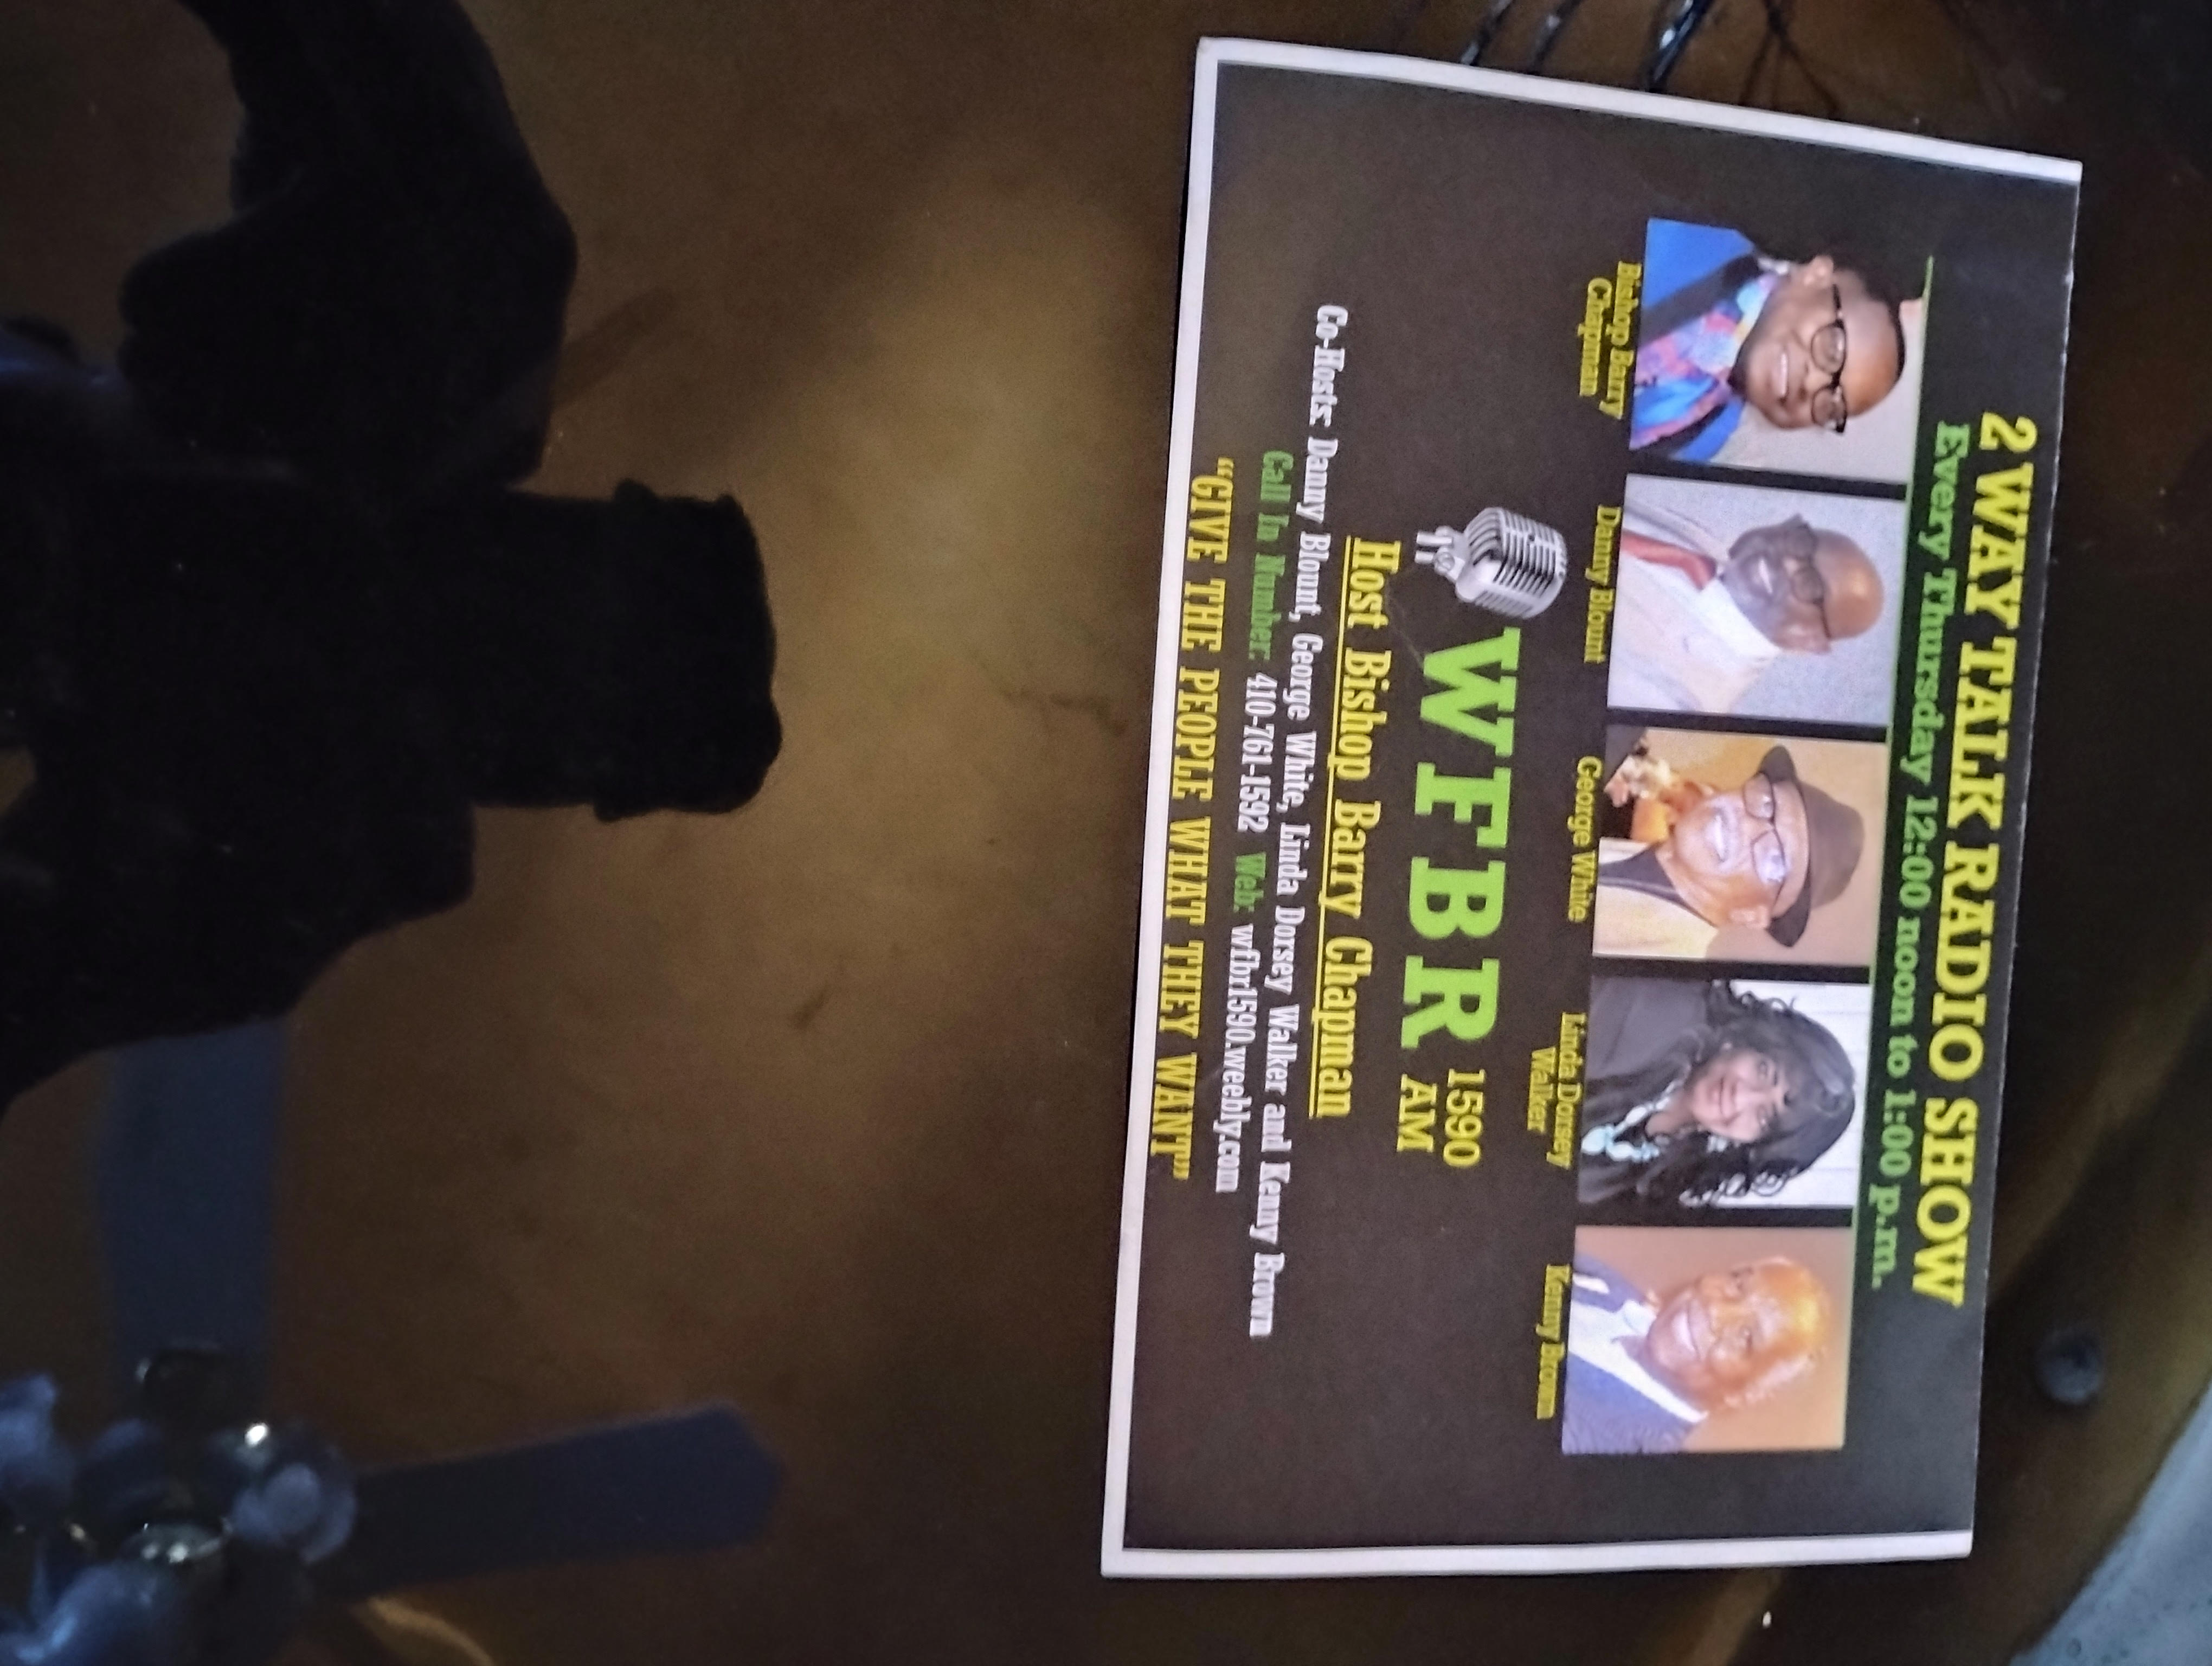 2 WAY TALK RADIO SHOW
Every Thursday 12:00 noon to 1:00 p.m.
Bishop Barry
Chapman
Danny Blount
George White
Linda Dorsey
Walker
Kenny Brown
WFBR 1590
AM
Host Bishop Barry Chapman
Co-Hosts: Danny Blount, George White, Linda Dorsey Walker and Kenny Brown
Call In Number: 410-761-1592 Web: wfbr1590.weebly.com
"GIVE THE PEOPLE WHAT THEY WANT"